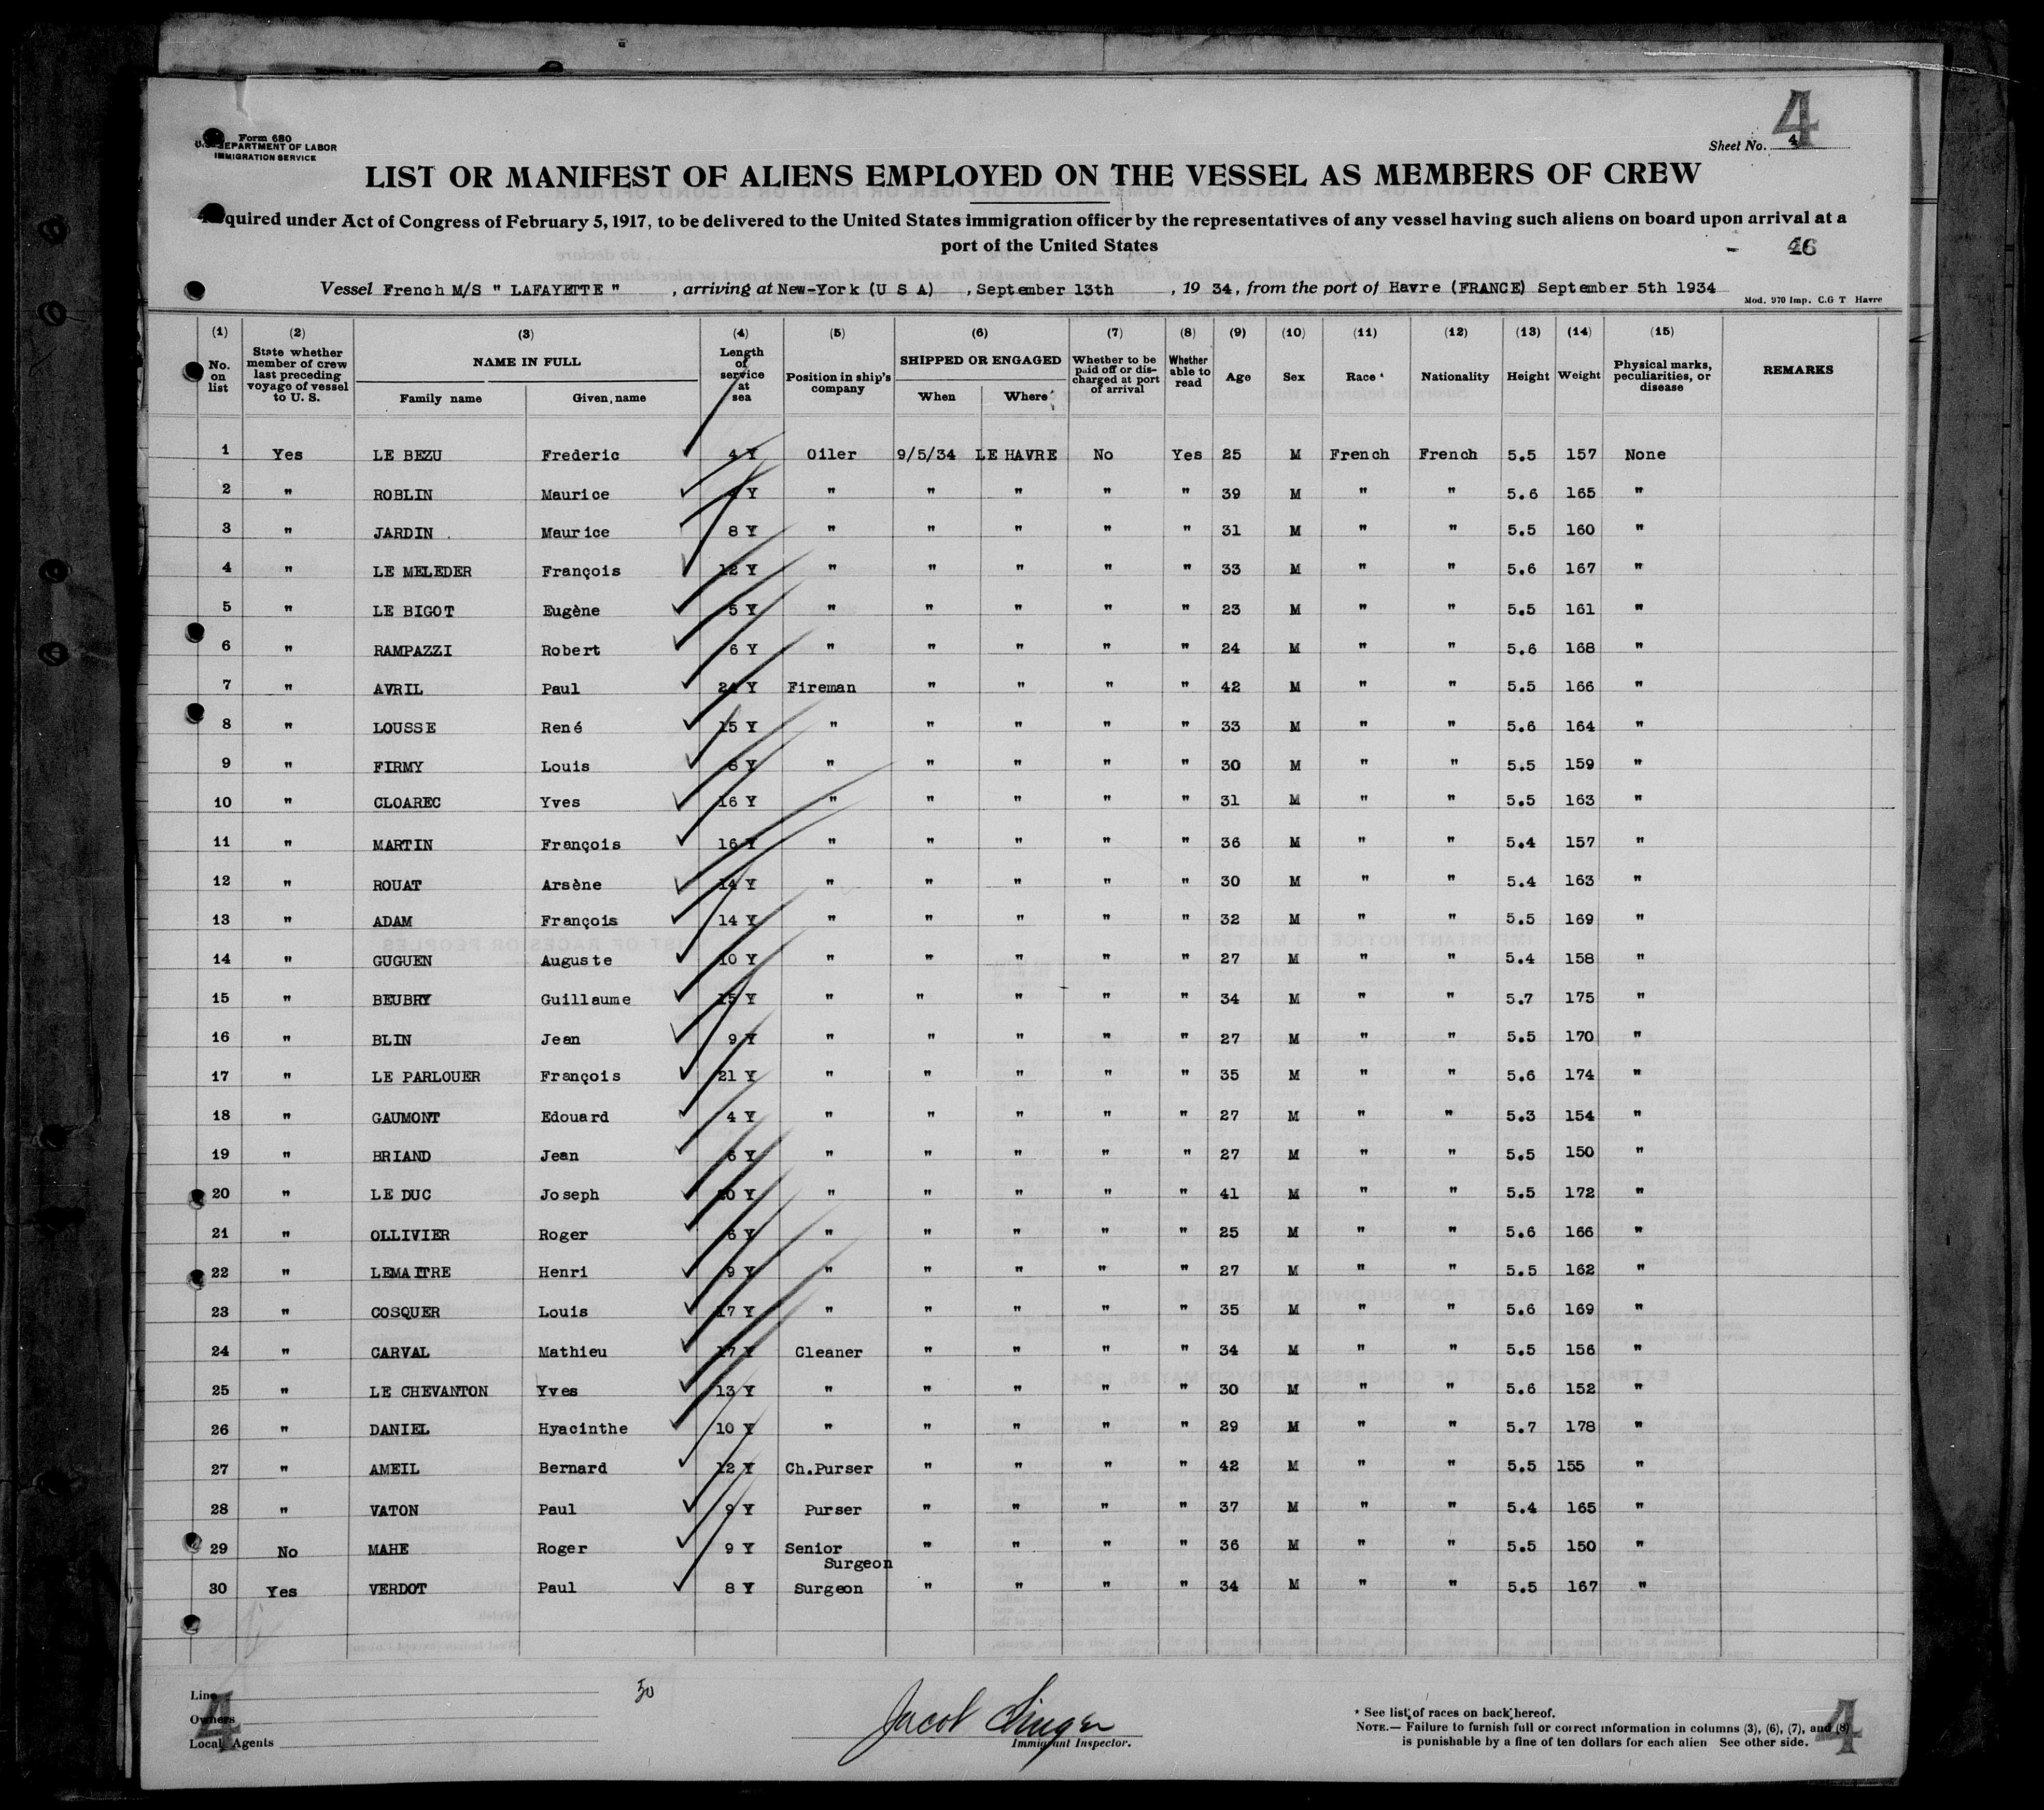 4
Form 680
U.S. DEPARTMENT OF LABOR
IMMIGRATION SERVICE
Sheet No. 4
LIST OR MANIFEST OF ALIENS EMPLOYED ON THE VESSEL AS MEMBERS OF CREW
Required under Act of Congress of February 5, 1917, to be delivered to the United States immigration officer by the representatives of any vessel having such aliens on board upon arrival at a
port of the United States
46
Vessel French M/S " LAFAYETTE " , arriving at New-York (U S A) , September 13th , 19 34, from the port of Havre (FRANCE) September 5th 1934
Mod. 970 Imp. C.G T Havre
(1) (2) (3) (4) (5) (6) (7) (8) (9) (10) (11) (12) (13) (14) (15)
No. on list State whether member of crew last preceding voyage of vessel to U. S. NAME IN FULL Family name Given name Length of service at sea Position in ship's company SHIPPED OR ENGAGED When Where Whether to be paid off or discharged at port of arrival Whether able to read Age Sex Race * Nationality Height Weight Physical marks, peculiarities, or disease REMARKS
1 Yes LE BEZU Frederic 4 Y Oiler 9/5/34 LE HAVRE No Yes 25 M French French 5.5 157 None
2 " ROBLIN Maurice Y " " " " " 39 M " " 5.6 165 "
3 " JARDIN Maurice 8 Y " " " " " 31 M " " 5.5 160 "
4 " LE MELEDER François 12 Y " " " " " 33 M " " 5.6 167 "
5 " LE BIGOT Eugène 5 Y " " " " " 23 M " " 5.5 161 "
6 " RAMPAZZI Robert 6 Y " " " " " 24 M " " 5.6 168 "
7 " AVRIL Paul 24 Y Fireman " " " " 42 M " " 5.5 166 "
8 " LOUSSE René 15 Y " " " " " 33 M " " 5.6 164 "
9 " FIRMY Louis 6 Y " " " " " 30 M " " 5.5 159 "
10 " CLOAREC Yves 16 Y " " " " " 31 M " " 5.5 163 "
11 " MARTIN François 16 Y " " " " " 36 M " " 5.4 157 "
12 " ROUAT Arsène 14 Y " " " " " 30 M " " 5.4 163 "
13 " ADAM François 14 Y " " " " " 32 M " " 5.5 169 "
14 " GUGUEN Auguste 10 Y " " " " " 27 M " " 5.4 158 "
15 " BEUBRY Guillaume 15 Y " " " " " 34 M " " 5.7 175 "
16 " BLIN Jean 9 Y " " " " " 27 M " " 5.5 170 "
17 " LE PARLOUER François 21 Y " " " " " 35 M " " 5.6 174 "
18 " GAUMONT Edouard 4 Y " " " " " 27 M " " 5.3 154 "
19 " BRIAND Jean 6 Y " " " " " 27 M " " 5.5 150 "
20 " LE DUC Joseph Y " " " " " 41 M " " 5.5 172 "
21 " OLLIVIER Roger 6 Y " " " " " 25 M " " 5.6 166 "
22 " LEMAITRE Henri 9 Y " " " " " 27 M " " 5.5 162 "
23 " COSQUER Louis 17 Y " " " " " 35 M " " 5.6 169 "
24 " CARVAL Mathieu 17 Y Cleaner " " " " 34 M " " 5.5 156 "
25 " LE CHEVANTON Yves 13 Y " " " " " 30 M " " 5.6 152 "
26 " DANIEL Hyacinthe 10 Y " " " " " 29 M " " 5.7 178 "
27 " AMEIL Bernard 12 Y Ch.Purser " " " " 42 M " " 5.5 155 "
28 " VATON Paul 9 Y Purser " " " " 37 M " " 5.4 165 "
29 No MAHE Roger 9 Y Senior Surgeon " " " " 36 M " " 5.5 150 "
30 Yes VERDOT Paul 8 Y Surgeon " " " " 34 M " " 5.5 167 "
Line
Owners
Local Agents
4
30
Jacob Singer
Immigrant Inspector.
* See list of races on back hereof.
NOTE.— Failure to furnish full or correct information in columns (3), (6), (7), and (8)
is punishable by a fine of ten dollars for each alien See other side.
4